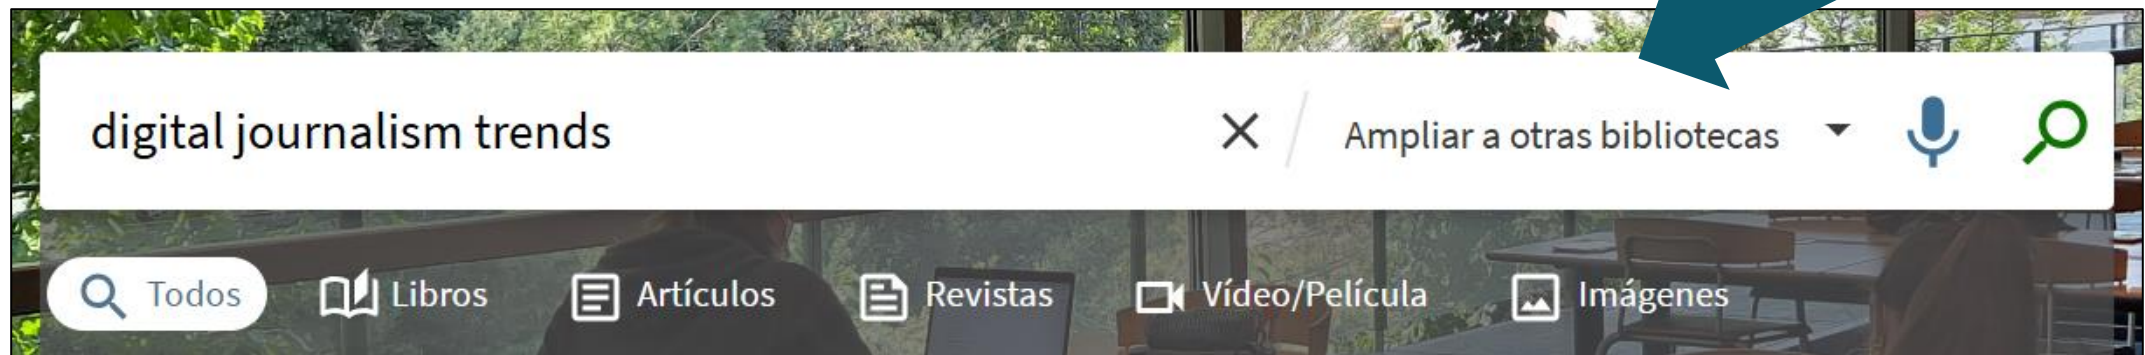 digital journalism trends
Ampliar a otras bibliotecas
Todos Libros Artículos Revistas Vídeo/Película Imágenes